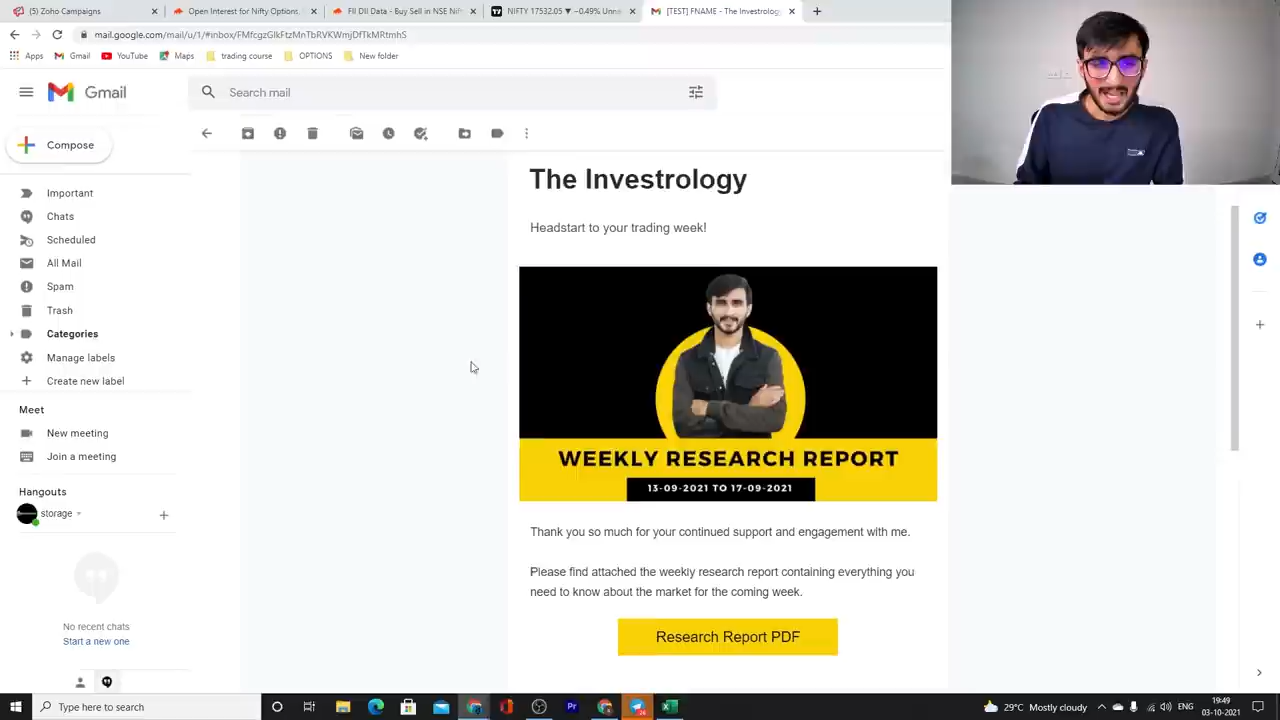 (5) Zoho Campaigns
Open Interest for Nifty Options,
FII DII Data - Buy Sell in NSE Nif
NIFTY 17532.05 ▼ −0.49% Unna
[TEST] FNAME - The Investrology
mail.google.com/mail/u/1/#inbox/FMfcgzGlkFtzMnTbRVKWmjDfTkMRtmhS
Apps
Gmail
YouTube
Maps
trading course
OPTIONS
New folder
Gmail
Search mail
Compose
Important
Chats
Scheduled
All Mail
Spam
Trash
Categories
Manage labels
Create new label
Meet
New meeting
Join a meeting
Hangouts
storage
No recent chats
Start a new one
The Investrology
Headstart to your trading week!
WEEKLY RESEARCH REPORT
13-09-2021 TO 17-09-2021
Thank you so much for your continued support and engagement with me.
Please find attached the weekly research report containing everything you
need to know about the market for the coming week.
Research Report PDF
Type here to search
29°C Mostly cloudy
ENG
19:49
03-10-2021